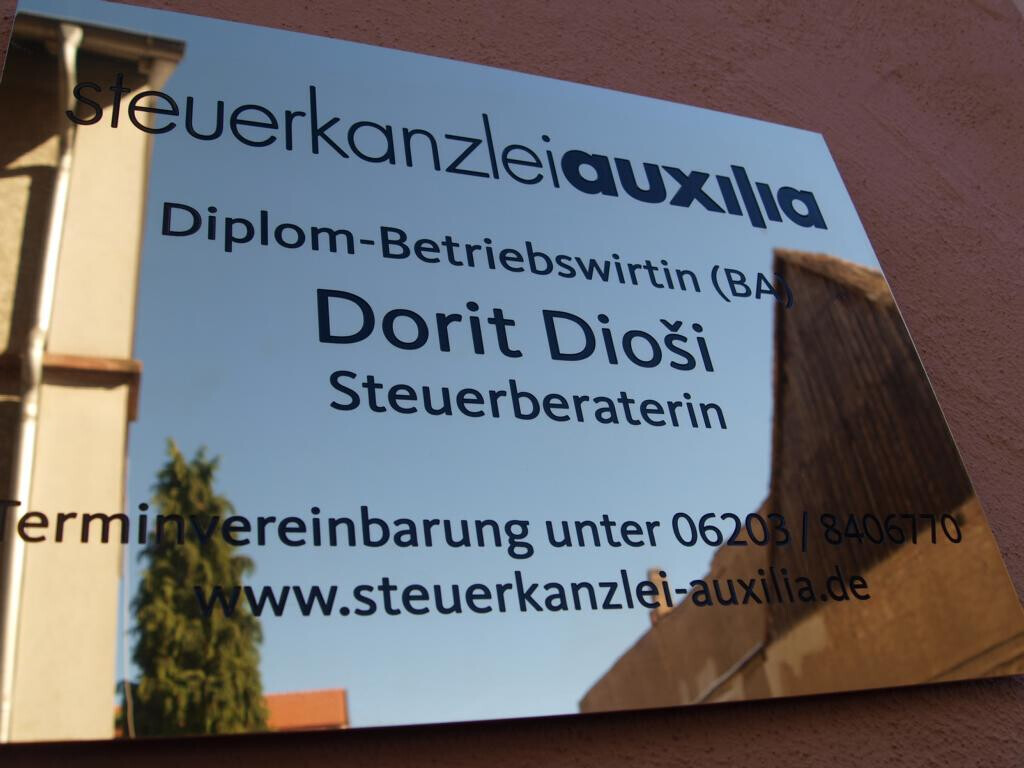 steuerkanzleiauxilia
Diplom-Betriebswirtin (BA)
Dorit Dioši
Steuerberaterin
Terminvereinbarung unter 06203 / 8406770
www.steuerkanzlei-auxilia.de